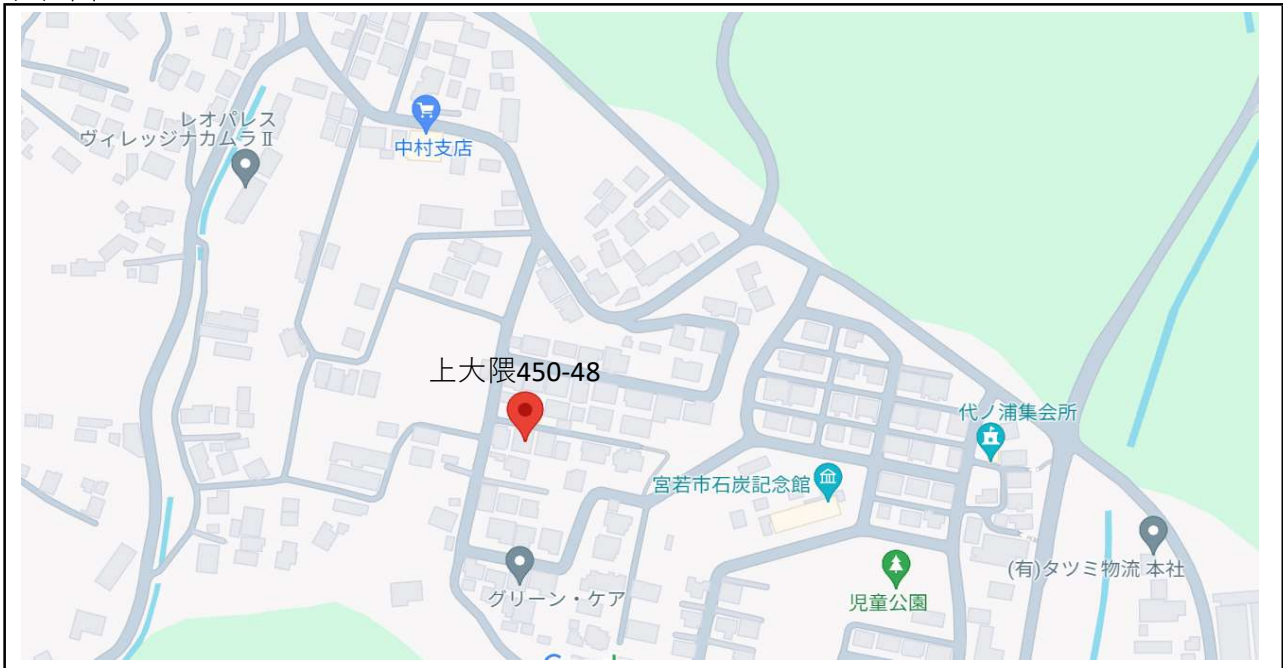 レオパレス
ヴィレッジナカムラⅡ
中村支店
上大隈450-48
代ノ浦集会所
宮若市石炭記念館
(有)タツミ物流 本社
グリーン・ケア
児童公園